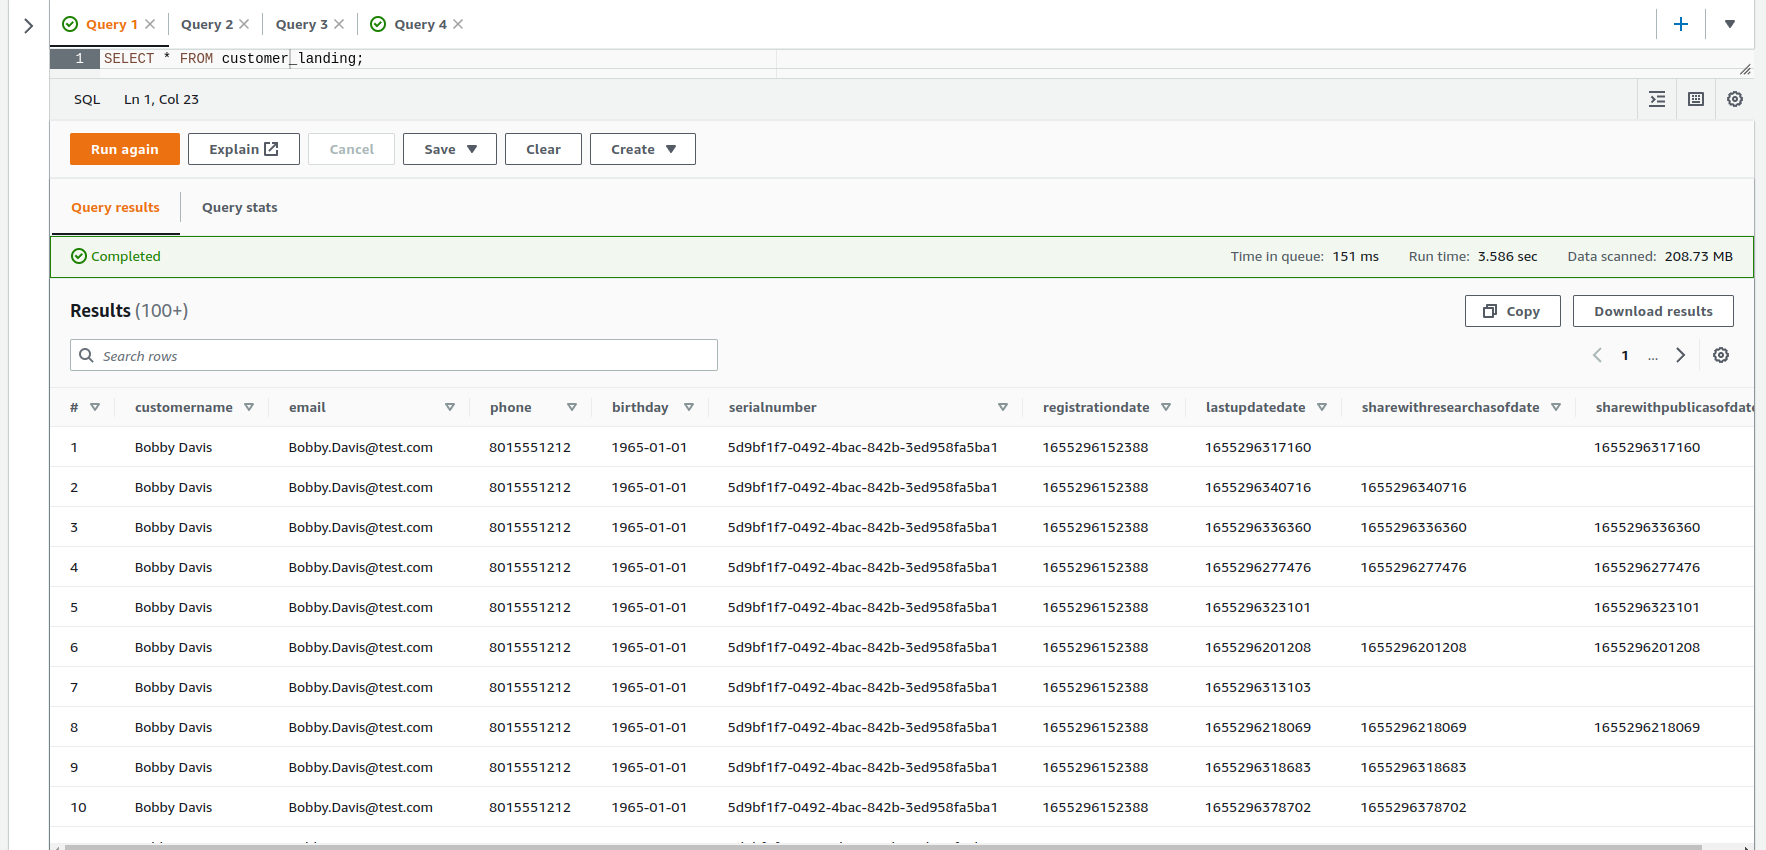 Query 1 Query 2 Query 3 Query 4
1 SELECT * FROM customer_landing;
SQL Ln 1, Col 23
Run again Explain Cancel Save Clear Create
Query results Query stats
Completed Time in queue: 151 ms Run time: 3.586 sec Data scanned: 208.73 MB
Results (100+) Copy Download results
Search rows 1 ...
# customername email phone birthday serialnumber registrationdate lastupdatedate sharewithresearchasofdate sharewithpublicasofdate
1 Bobby Davis Bobby.Davis@test.com 8015551212 1965-01-01 5d9bf1f7-0492-4bac-842b-3ed958fa5ba1 1655296152388 1655296317160 1655296317160
2 Bobby Davis Bobby.Davis@test.com 8015551212 1965-01-01 5d9bf1f7-0492-4bac-842b-3ed958fa5ba1 1655296152388 1655296340716 1655296340716
3 Bobby Davis Bobby.Davis@test.com 8015551212 1965-01-01 5d9bf1f7-0492-4bac-842b-3ed958fa5ba1 1655296152388 1655296336360 1655296336360 1655296336360
4 Bobby Davis Bobby.Davis@test.com 8015551212 1965-01-01 5d9bf1f7-0492-4bac-842b-3ed958fa5ba1 1655296152388 1655296277476 1655296277476 1655296277476
5 Bobby Davis Bobby.Davis@test.com 8015551212 1965-01-01 5d9bf1f7-0492-4bac-842b-3ed958fa5ba1 1655296152388 1655296323101 1655296323101
6 Bobby Davis Bobby.Davis@test.com 8015551212 1965-01-01 5d9bf1f7-0492-4bac-842b-3ed958fa5ba1 1655296152388 1655296201208 1655296201208 1655296201208
7 Bobby Davis Bobby.Davis@test.com 8015551212 1965-01-01 5d9bf1f7-0492-4bac-842b-3ed958fa5ba1 1655296152388 1655296313103
8 Bobby Davis Bobby.Davis@test.com 8015551212 1965-01-01 5d9bf1f7-0492-4bac-842b-3ed958fa5ba1 1655296152388 1655296218069 1655296218069 1655296218069
9 Bobby Davis Bobby.Davis@test.com 8015551212 1965-01-01 5d9bf1f7-0492-4bac-842b-3ed958fa5ba1 1655296152388 1655296318683 1655296318683
10 Bobby Davis Bobby.Davis@test.com 8015551212 1965-01-01 5d9bf1f7-0492-4bac-842b-3ed958fa5ba1 1655296152388 1655296378702 1655296378702